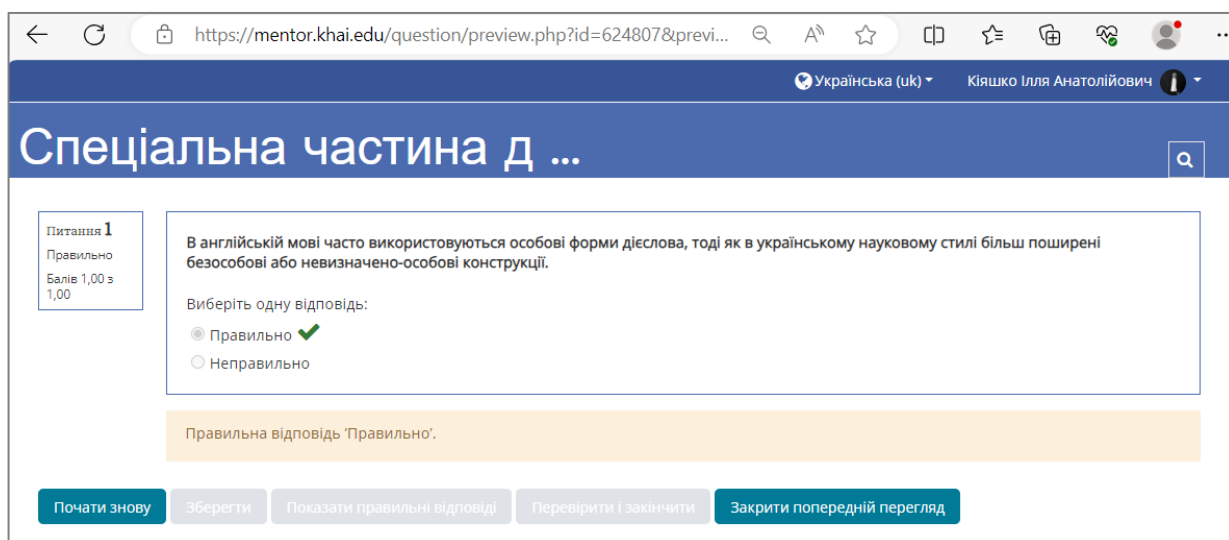 https://mentor.khai.edu/question/preview.php?id=624807&previ...
Українська (uk)
Кіяшко Ілля Анатолійович
Спеціальна частина д ...
Питання 1
Правильно
Балів 1,00 з
1,00
В англійській мові часто використовуються особові форми дієслова, тоді як в українському науковому стилі більш поширені
безособові або невизначено-особові конструкції.
Виберіть одну відповідь:
Правильно
Неправильно
Правильна відповідь 'Правильно'.
Почати знову
Зберегти
Показати правильні відповіді
Перевірити і закінчити
Закрити попередній перегляд